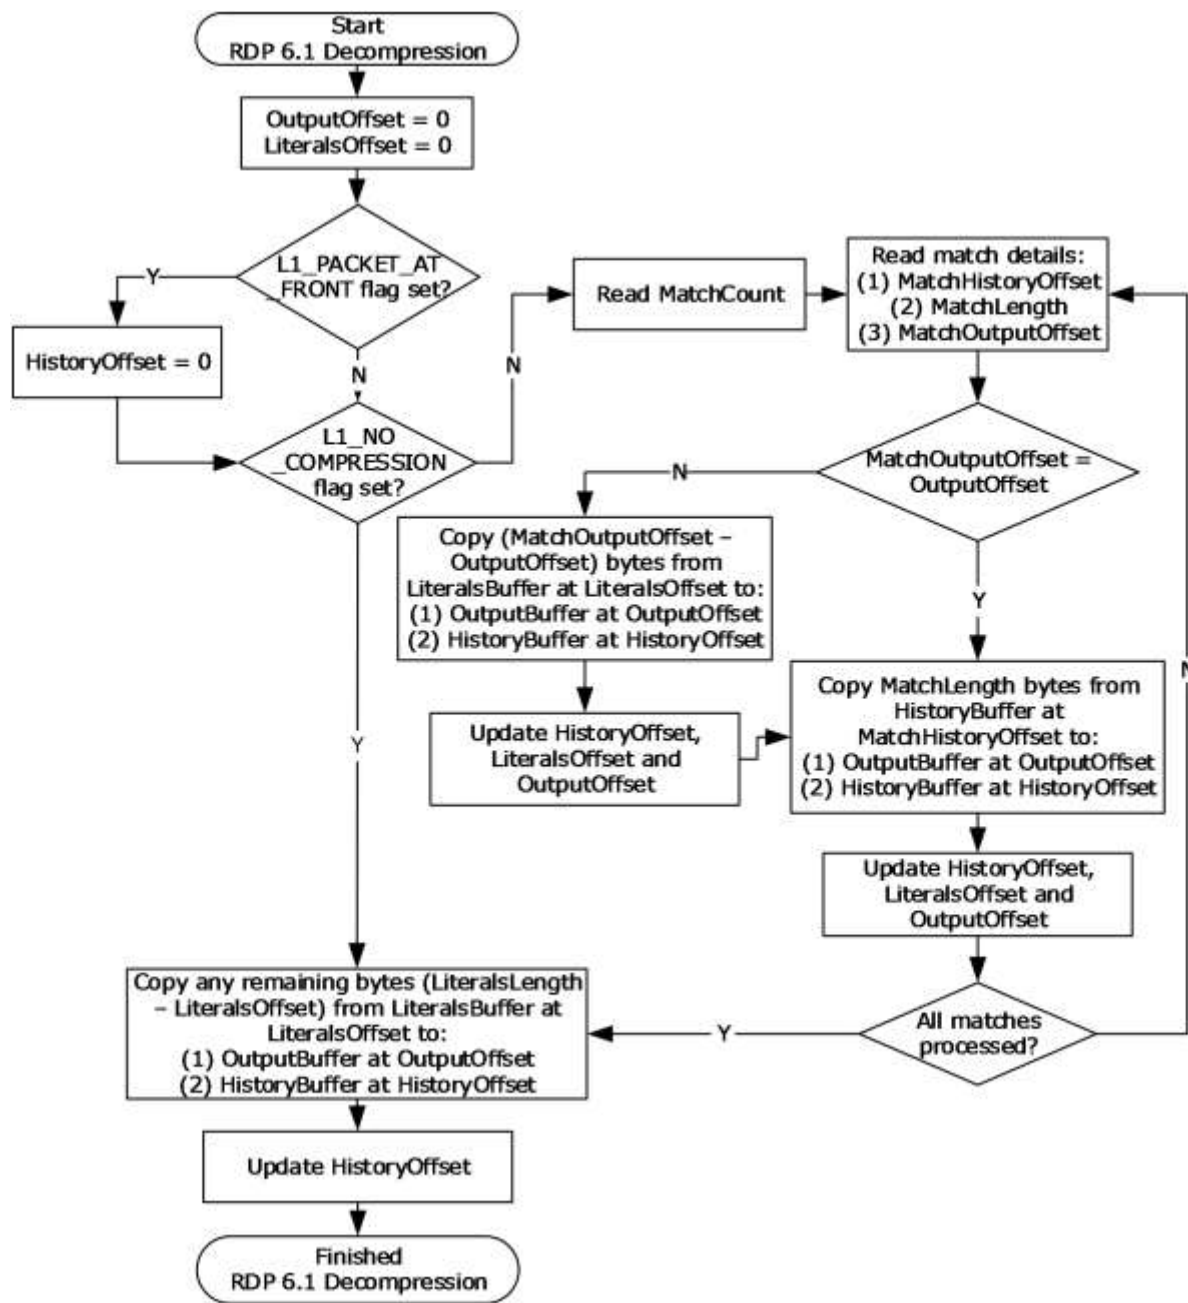 Start
RDP 6.1 Decompression
OutputOffset = 0
LiteralsOffset = 0
L1_PACKET_AT
_FRONT flag set?
Y
HistoryOffset = 0
N
L1_NO
_COMPRESSION
flag set?
N
Read MatchCount
Read match details:
(1) MatchHistoryOffset
(2) MatchLength
(3) MatchOutputOffset
MatchOutputOffset =
OutputOffset
N
Copy (MatchOutputOffset –
OutputOffset) bytes from
LiteralsBuffer at LiteralsOffset to:
(1) OutputBuffer at OutputOffset
(2) HistoryBuffer at HistoryOffset
Y
Update HistoryOffset,
LiteralsOffset and
OutputOffset
Copy MatchLength bytes from
HistoryBuffer at
MatchHistoryOffset to:
(1) OutputBuffer at OutputOffset
(2) HistoryBuffer at HistoryOffset
N
Y
Update HistoryOffset,
LiteralsOffset and
OutputOffset
All matches
processed?
Y
Copy any remaining bytes (LiteralsLength
– LiteralsOffset) from LiteralsBuffer at
LiteralsOffset to:
(1) OutputBuffer at OutputOffset
(2) HistoryBuffer at HistoryOffset
Update HistoryOffset
Finished
RDP 6.1 Decompression